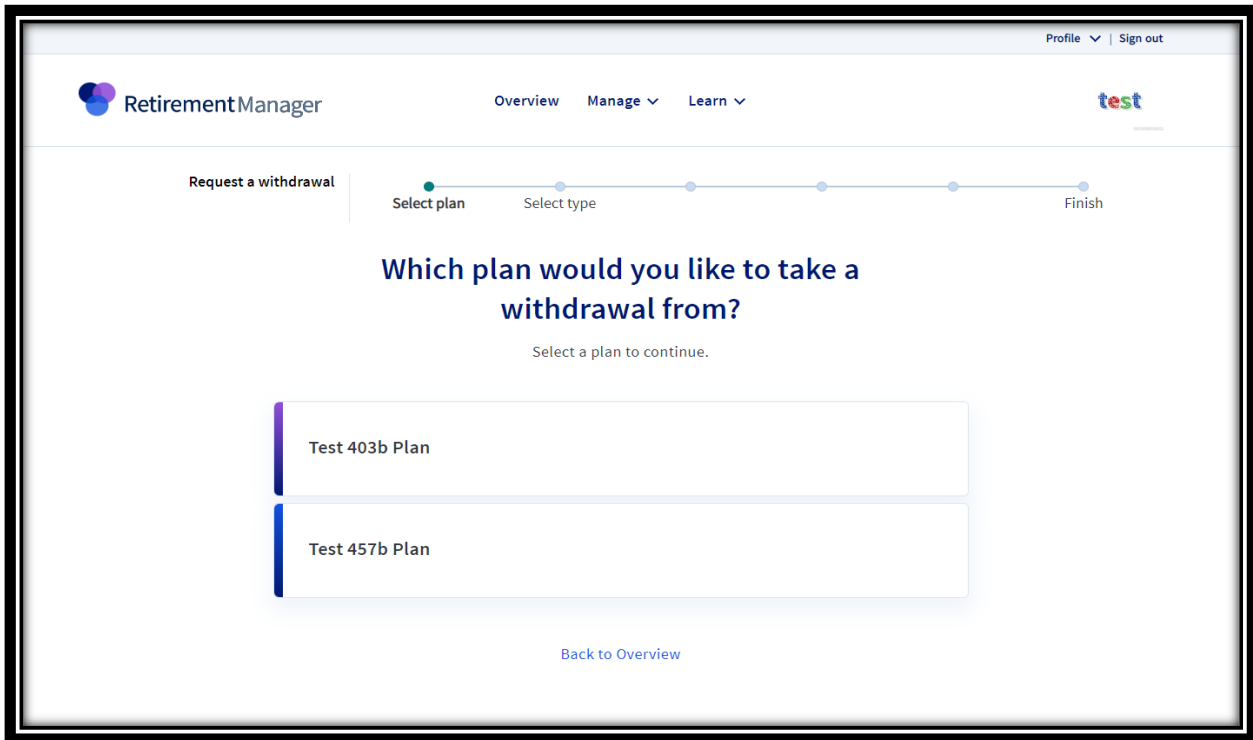 Profile | Sign out
RetirementManager
Overview Manage Learn
test
Request a withdrawal
Select plan Select type Finish
Which plan would you like to take a
withdrawal from?
Select a plan to continue.
Test 403b Plan
Test 457b Plan
Back to Overview